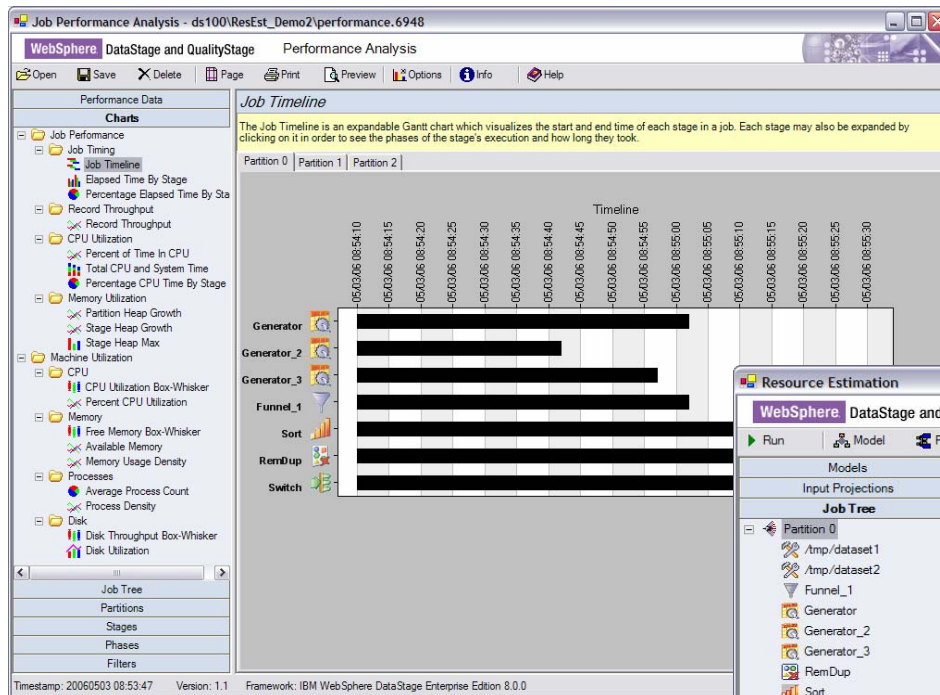 Job Performance Analysis - ds100\ResEst_Demo2\performance.6948
WebSphere DataStage and QualityStage Performance Analysis
Open Save Delete Page Print Preview Options Info Help
Performance Data
Charts
Job Performance
Job Timing
Job Timeline
Elapsed Time By Stage
Percentage Elapsed Time By Sta
Record Throughput
Record Throughput
CPU Utilization
Percent of Time In CPU
Total CPU and System Time
Percentage CPU Time By Stage
Memory Utilization
Partition Heap Growth
Stage Heap Growth
Stage Heap Max
Machine Utilization
CPU
CPU Utilization Box-Whisker
Percent CPU Utilization
Memory
Free Memory Box-Whisker
Available Memory
Memory Usage Density
Processes
Average Process Count
Process Density
Disk
Disk Throughput Box-Whisker
Disk Utilization
Job Tree
Partitions
Stages
Phases
Filters
Job Timeline
The Job Timeline is an expandable Gantt chart which visualizes the start and end time of each stage in a job. Each stage may also be expanded by
clicking on it in order to see the phases of the stage's execution and how long they took.
Partition 0 Partition 1 Partition 2
Timeline
05/03/06 08:54:10
05/03/06 08:54:15
05/03/06 08:54:20
05/03/06 08:54:25
05/03/06 08:54:30
05/03/06 08:54:35
05/03/06 08:54:40
05/03/06 08:54:45
05/03/06 08:54:50
05/03/06 08:54:55
05/03/06 08:55:00
05/03/06 08:55:05
05/03/06 08:55:10
05/03/06 08:55:15
05/03/06 08:55:20
05/03/06 08:55:25
05/03/06 08:55:30
Generator
Generator_2
Generator_3
Funnel_1
Sort
RemDup
Switch
Resource Estimation
WebSphere DataStage and
Run Model
Models
Input Projections
Job Tree
Partition 0
/tmp/dataset1
/tmp/dataset2
Funnel_1
Generator
Generator_2
Generator_3
RemDup
Sort
Timestamp: 20060503 08:53:47 Version: 1.1 Framework: IBM WebSphere DataStage Enterprise Edition 8.0.0